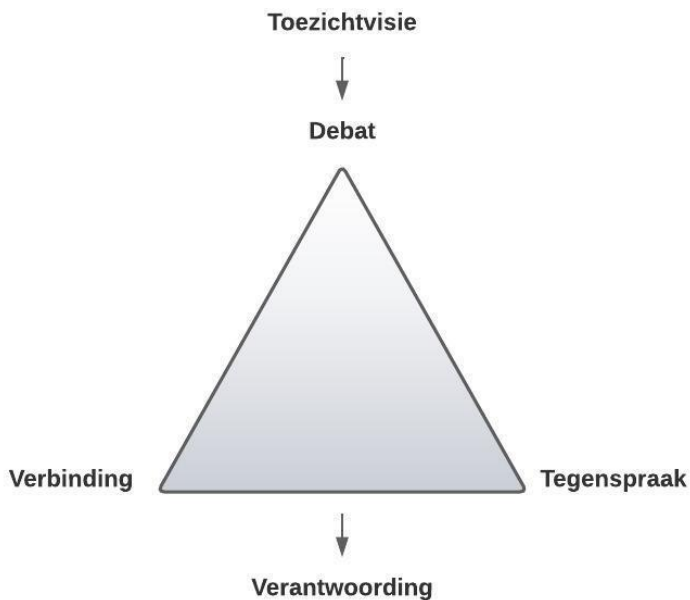 Toezichtvisie
Debat
Verbinding
Tegenspraak
Verantwoording